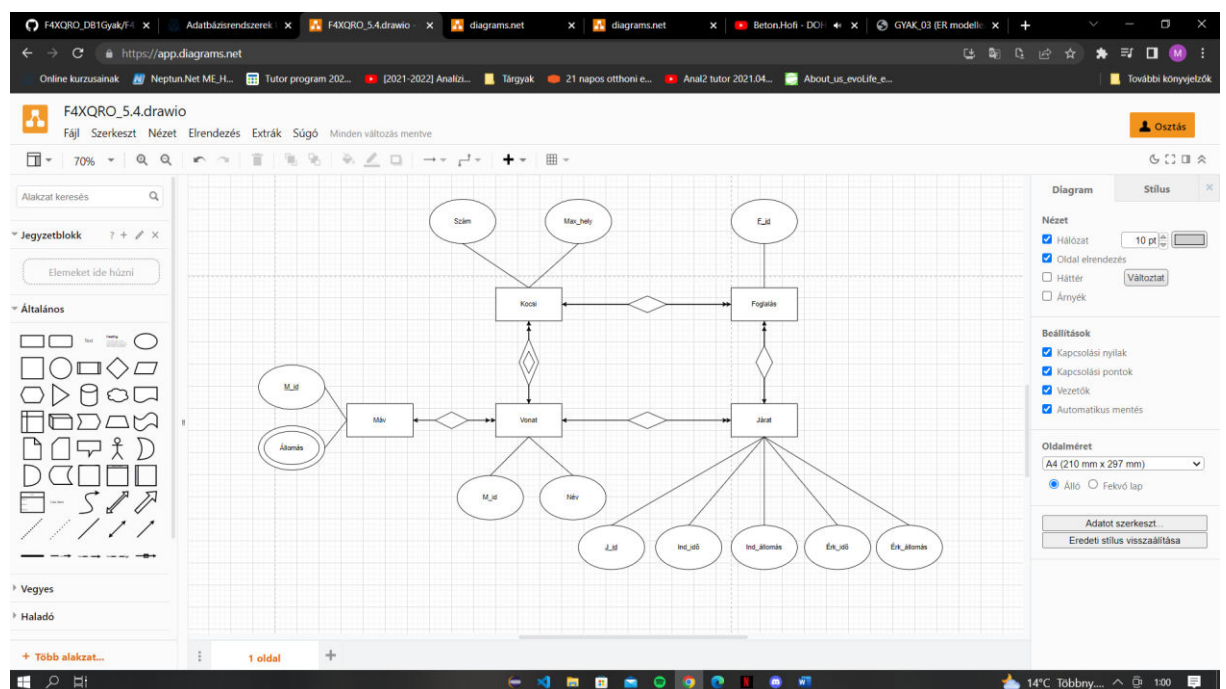 F4XQRO_DB1Gyak/F4
Adatbázisrendszerek
F4XQRO_5.4.drawio -
diagrams.net
diagrams.net
Beton.Hofi - DOH
GYAK_03 (ER modelle
https://app.diagrams.net
M
Online kurzusainak
Neptun.Net ME_H...
Tutor program 202...
[2021-2022] Analízi...
Tárgyak
21 napos otthoni e...
Anal2 tutor 2021.04...
About_us_evoLife_e...
További könyvjelzők
F4XQRO_5.4.drawio
Fájl Szerkeszt Nézet Elrendezés Extrák Súgó Minden változás mentve
Osztás
70%
Alakzat keresés
Jegyzetblokk
Elemeket ide húzni
Általános
Vegyes
Haladó
+ Több alakzat...
Szám
Max_hely
Kocsi
Foglalás
M_id
Máv
Vonat
Járat
Állomás
M_id
Név
J_id
Ind_idő
Ind_állomás
Érk_idő
Érk_állomás
1 oldal
Diagram Stílus
Nézet
Hálózat 10 pt
Oldal elrendezés
Háttér Változtat
Árnyék
Beállítások
Kapcsolási nyilak
Kapcsolási pontok
Vezetők
Automatikus mentés
Oldalméret
A4 (210 mm x 297 mm)
Álló Fekvő lap
Adatot szerkeszt...
Eredeti stílus visszaálítása
14°C Többny... 1:00